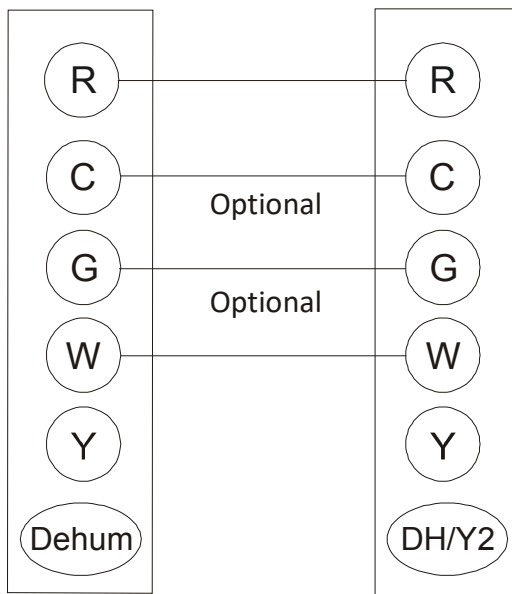 R R
C C
Optional
G G
Optional
W W
Y Y
Dehum DH/Y2